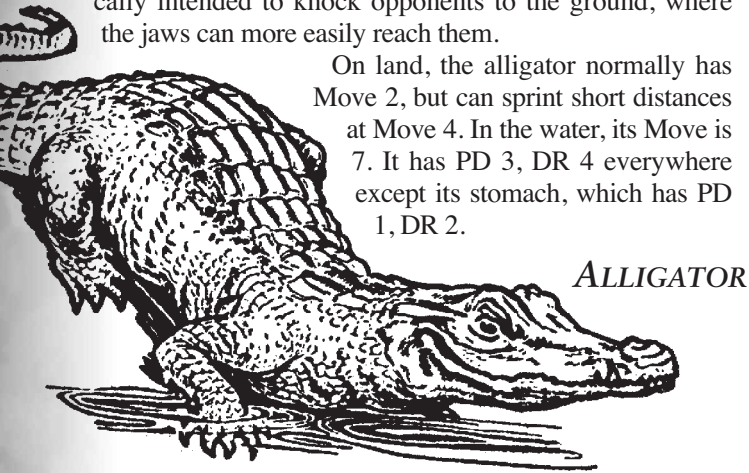 cally intended to knock opponents to the ground, where
the jaws can more easily reach them.
On land, the alligator normally has
Move 2, but can sprint short distances
at Move 4. In the water, its Move is
7. It has PD 3, DR 4 everywhere
except its stomach, which has PD
1, DR 2.
ALLIGATOR